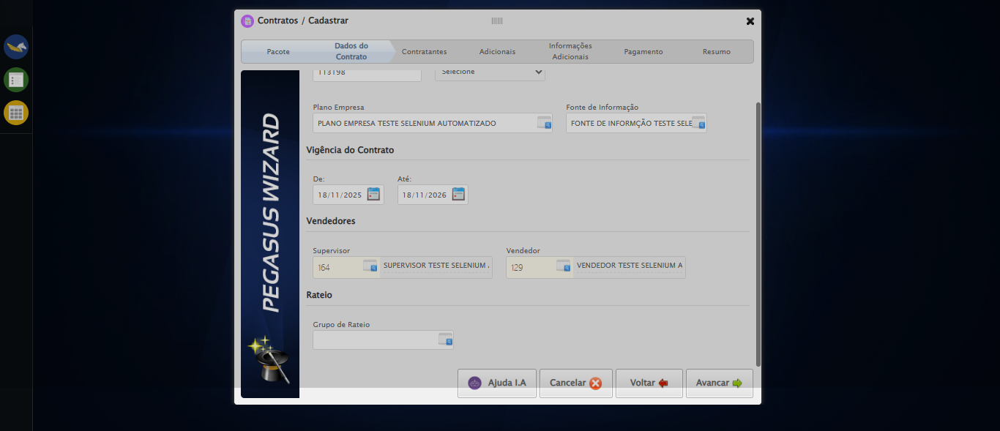 Contratos / Cadastrar
Pacote
Dados do
Contrato
Contratantes
Adicionais
Informações
Adicionais
Pagamento
Resumo
113198
Selecione
Plano Empresa
Fonte de Informação
PLANO EMPRESA TESTE SELENIUM AUTOMATIZADO
FONTE DE INFORMÇÃO TESTE SELE
Vigência do Contrato
De:
Até:
18/11/2025
18/11/2026
Vendedores
Supervisor
Vendedor
164
SUPERVISOR TESTE SELENIUM
129
VENDEDOR TESTE SELENIUM A
Rateio
Grupo de Rateio
PEGASUS WIZARD
Ajuda I.A
Cancelar
Voltar
Avancar